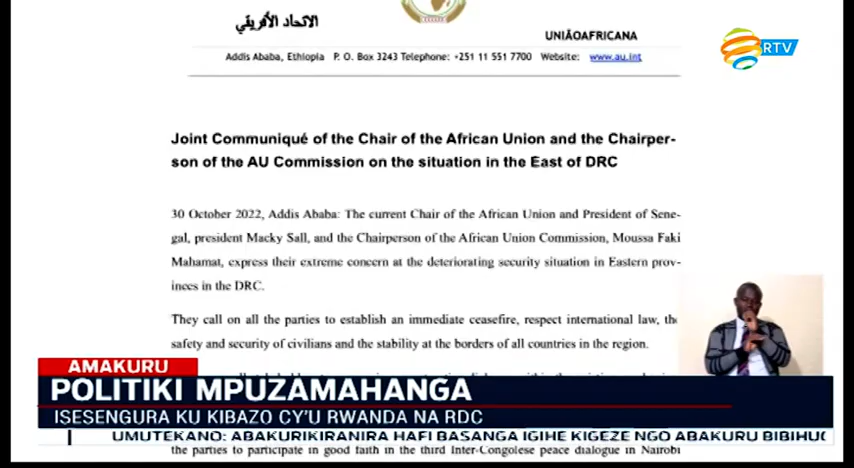 الاتحاد الأفريقي
UNIÃOAFRICANA
RTV
Addis Ababa, Ethiopia P. O. Box 3243 Telephone: +251 11 551 7700 Website: www.au.int
Joint Communiqué of the Chair of the African Union and the Chairper-
son of the AU Commission on the situation in the East of DRC
30 October 2022, Addis Ababa: The current Chair of the African Union and President of Sene-
gal, president Macky Sall, and the Chairperson of the African Union Commission, Moussa Faki
Mahamat, express their extreme concern at the deteriorating security situation in Eastern prov-
inces in the DRC.
They call on all the parties to establish an immediate ceasefire, respect international law, the
safety and security of civilians and the stability at the borders of all countries in the region.
AMAKURU
POLITIKI MPUZAMAHANGA
ISESENGURA KU KIBAZO CY'U RWANDA NA RDC
UMUTEKANO: ABAKURIKIRANIRA HAFI BASANGA IGIHE KIGEZE NGO ABAKURU
the parties to participate in good faith in the third Inter-Congolese peace dialogue in Nairobi